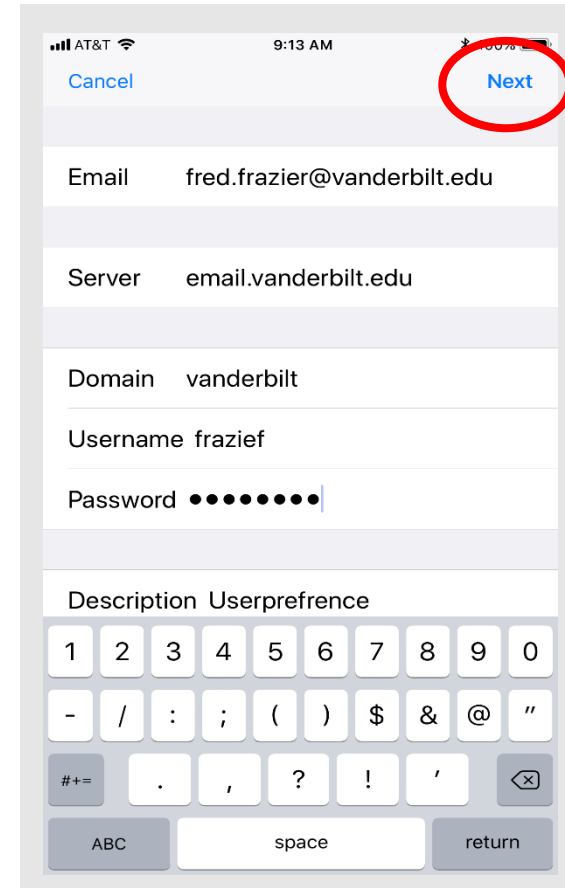 AT&T 9:13 AM 100%
Cancel Next
Email fred.frazier@vanderbilt.edu
Server email.vanderbilt.edu
Domain vanderbilt
Username frazief
Password ●●●●●●●●
Description Userprefrence
1 2 3 4 5 6 7 8 9 0
- / : ; ( ) $ & @ "
#+= . , ? ! '
ABC space return